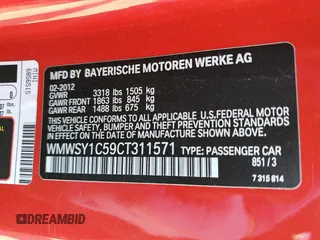 MFD BY BAYERISCHE MOTOREN WERKE AG
02-2012
GVWR 3318 lbs 1505 kg
GAWR FRONT 1863 lbs 845 kg
GAWR REAR 1488 lbs 675 kg
THIS VEHICLE CONFORMS TO ALL APPLICABLE U.S.FEDERAL MOTOR
VEHICLE SAFETY, BUMPER, AND THEFT PREVENTION STANDARDS
IN EFFECT ON THE DATE OF MANUFACTURE SHOWN ABOVE.
WMWSY1C59CT311571 TYPE: PASSENGER CAR
851/3
7 315 614
MINI
DREAMBID